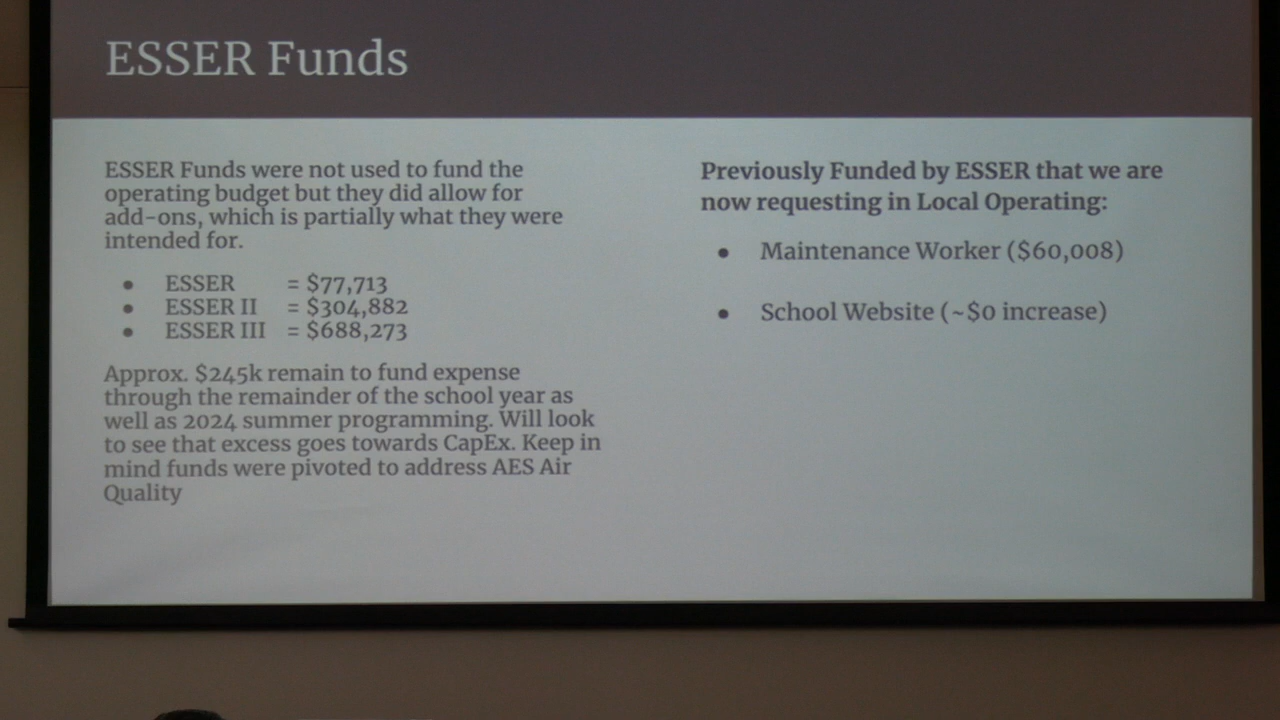 ESSER Funds
ESSER Funds were not used to fund the
operating budget but they did allow for
add-ons, which is partially what they were
intended for.
• ESSER = $77,713
• ESSER II = $304,882
• ESSER III = $688,273
Approx. $245k remain to fund expense
through the remainder of the school year as
well as 2024 summer programming. Will look
to see that excess goes towards CapEx. Keep in
mind funds were pivoted to address AES Air
Quality
Previously Funded by ESSER that we are
now requesting in Local Operating:
• Maintenance Worker ($60,008)
• School Website (~$0 increase)